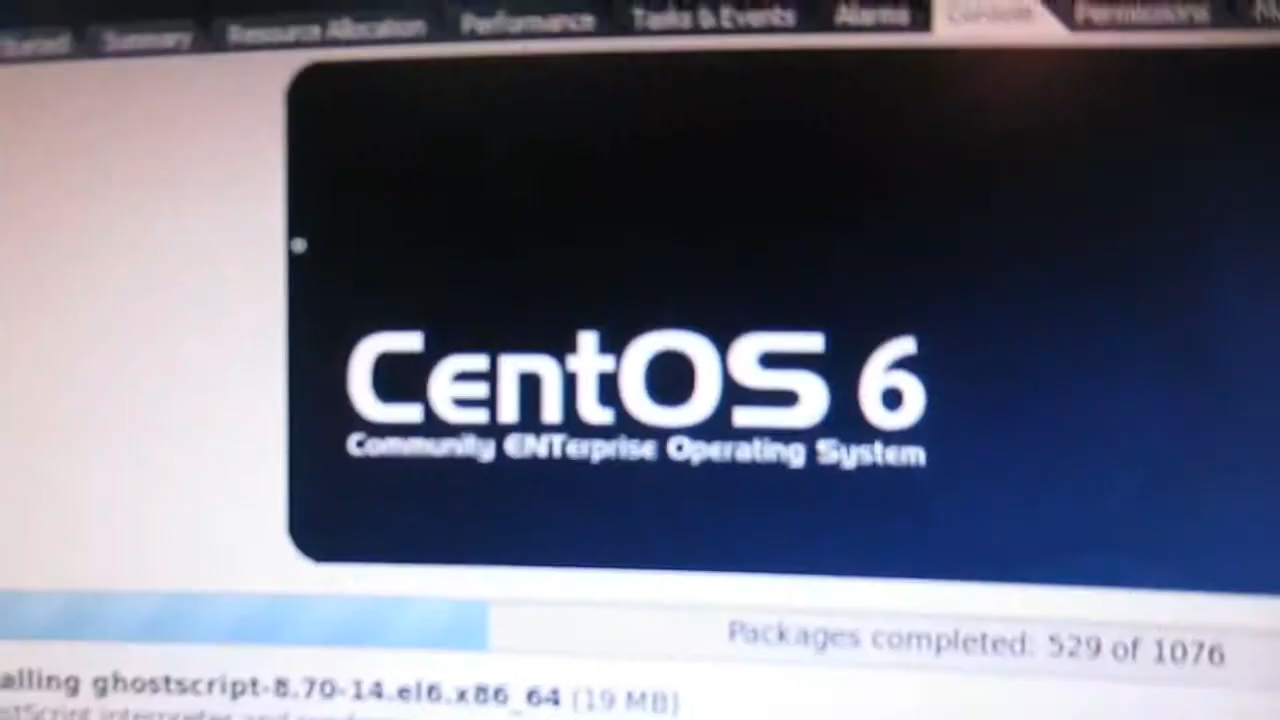 Summary Resource Allocation Performance Tasks & Events Alarms Console Permissions
CentOS 6
Community ENTerprise Operating System
Packages completed: 529 of 1076
alling ghostscript-8.70-14.el6.x86_64 (19 MB)